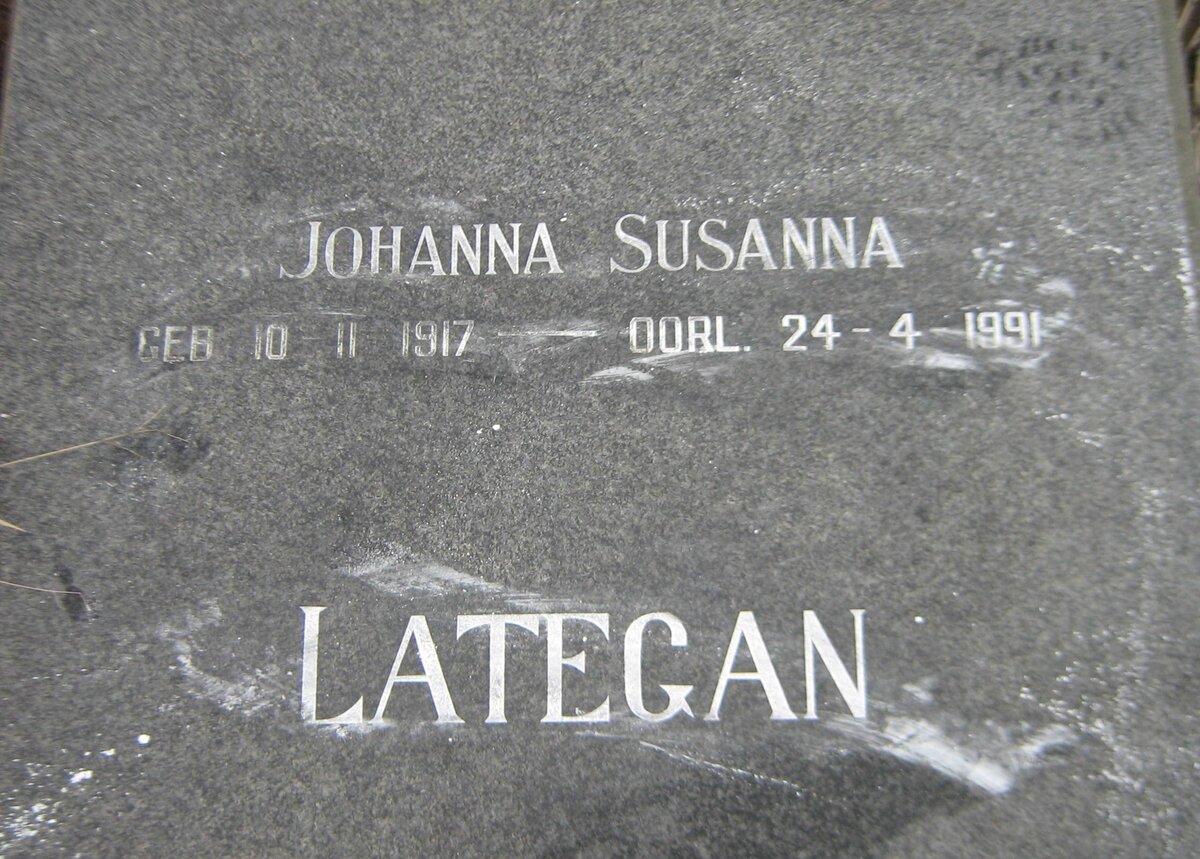 JOHANNA SUSANNA
GEB 10 11 1917 — OORL. 24 - 4 1991
LATEGAN